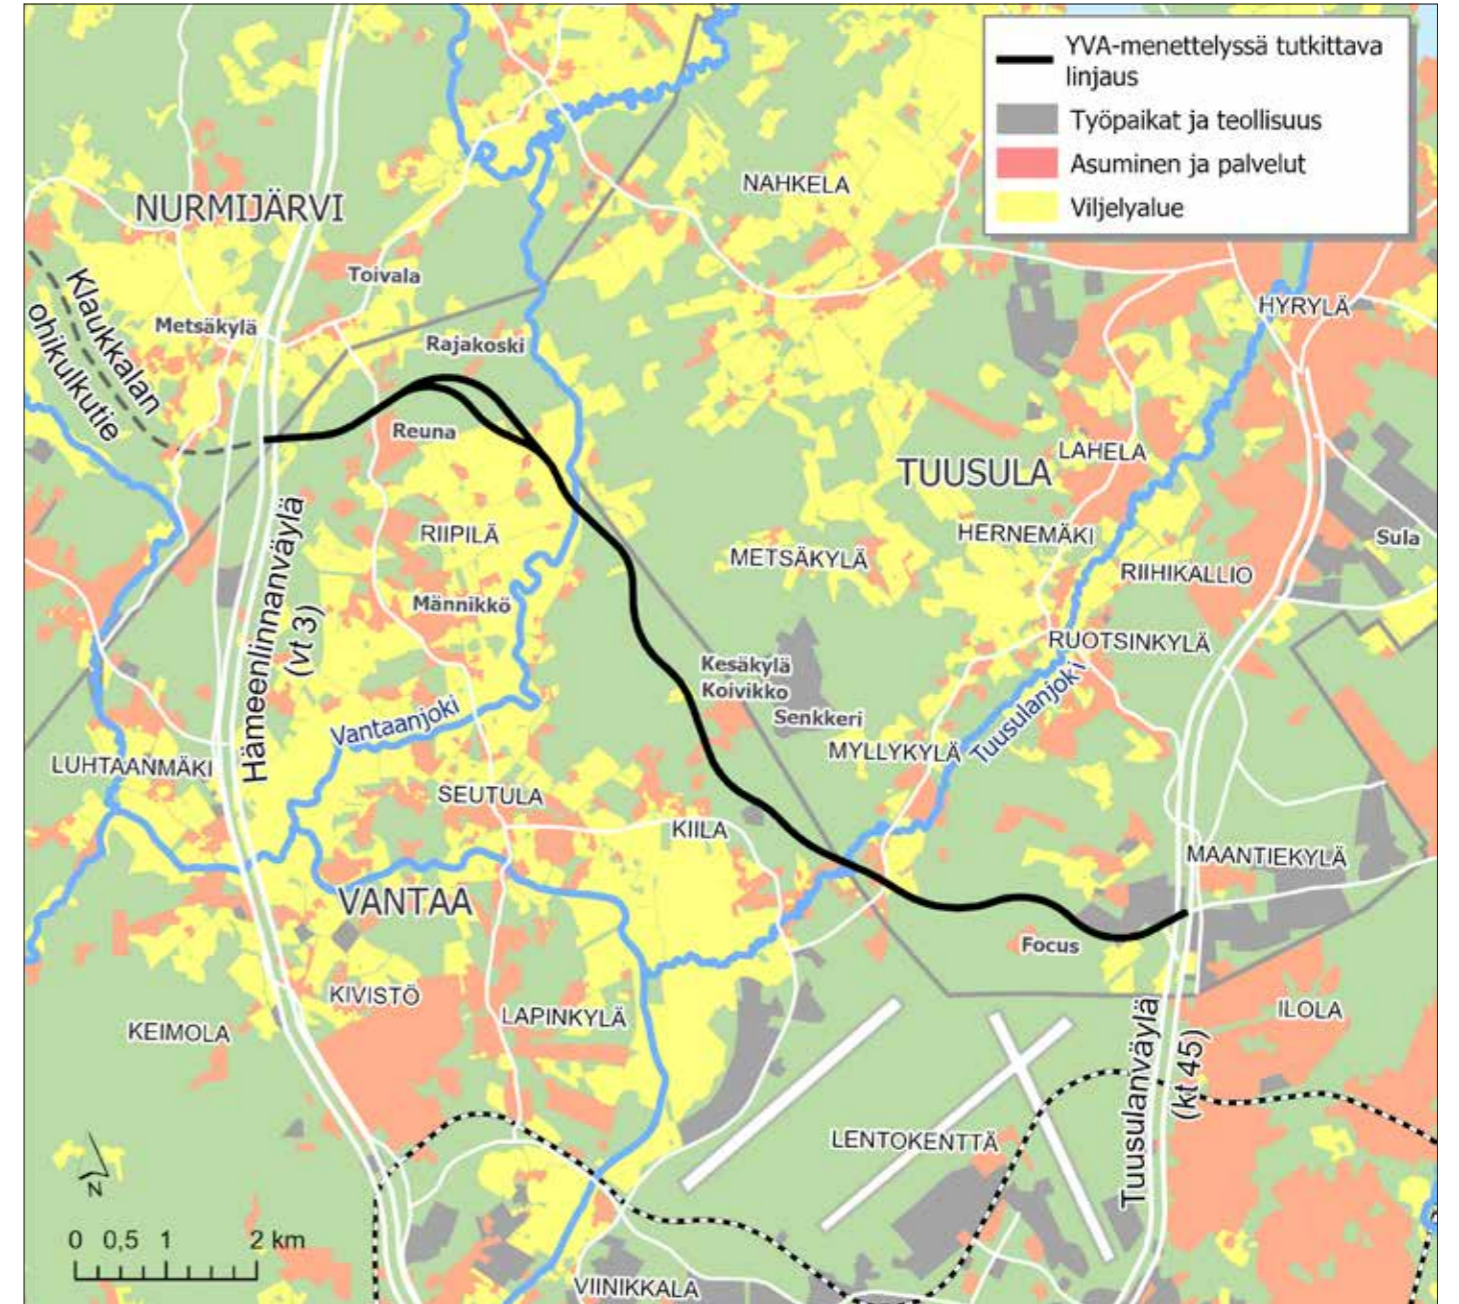 YVA-menettelyssä tutkittava
linjaus
Työpaikat ja teollisuus
Asuminen ja palvelut
Viljelyalue
NAHKELA
NURMIJÄRVI
Toivala
Klaukkalan
ohikulkutie
Metsäkylä
HYRYLÄ
Rajakoski
Reuna
LAHELA
TUUSULA
RIIPILÄ
HERNEMÄKI
Sula
METSÄKYLÄ
RIIHIKALLIO
Hämeenlinnanväylä
(vt 3)
Männikkö
RUOTSINKYLÄ
Kesäkylä
Koivikko
Senkkeri
Vantaanjoki
Tuusulanjoki
MYLLYKYLÄ
LUHTAANMÄKI
SEUTULA
KIILA
MAANTIEKYLÄ
VANTAA
Focus
KIVISTÖ
LAPINKYLÄ
ILOLA
KEIMOLA
Tuusulanväylä
(kt 45)
LENTOKENTTÄ
N
0 0,5 1 2 km
VIINIKKALA